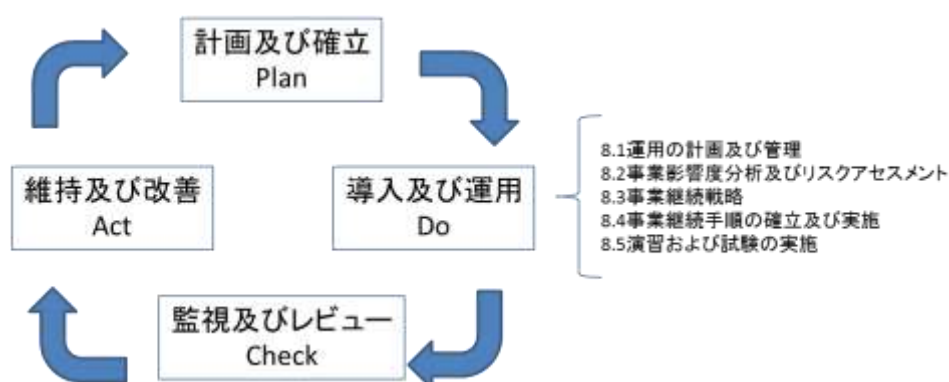 計画及び確立
Plan
維持及び改善
Act
導入及び運用
Do
8.1運用の計画及び管理
8.2事業影響度分析及びリスクアセスメント
8.3事業継続戦略
8.4事業継続手順の確立及び実施
8.5演習および試験の実施
監視及びレビュー
Check